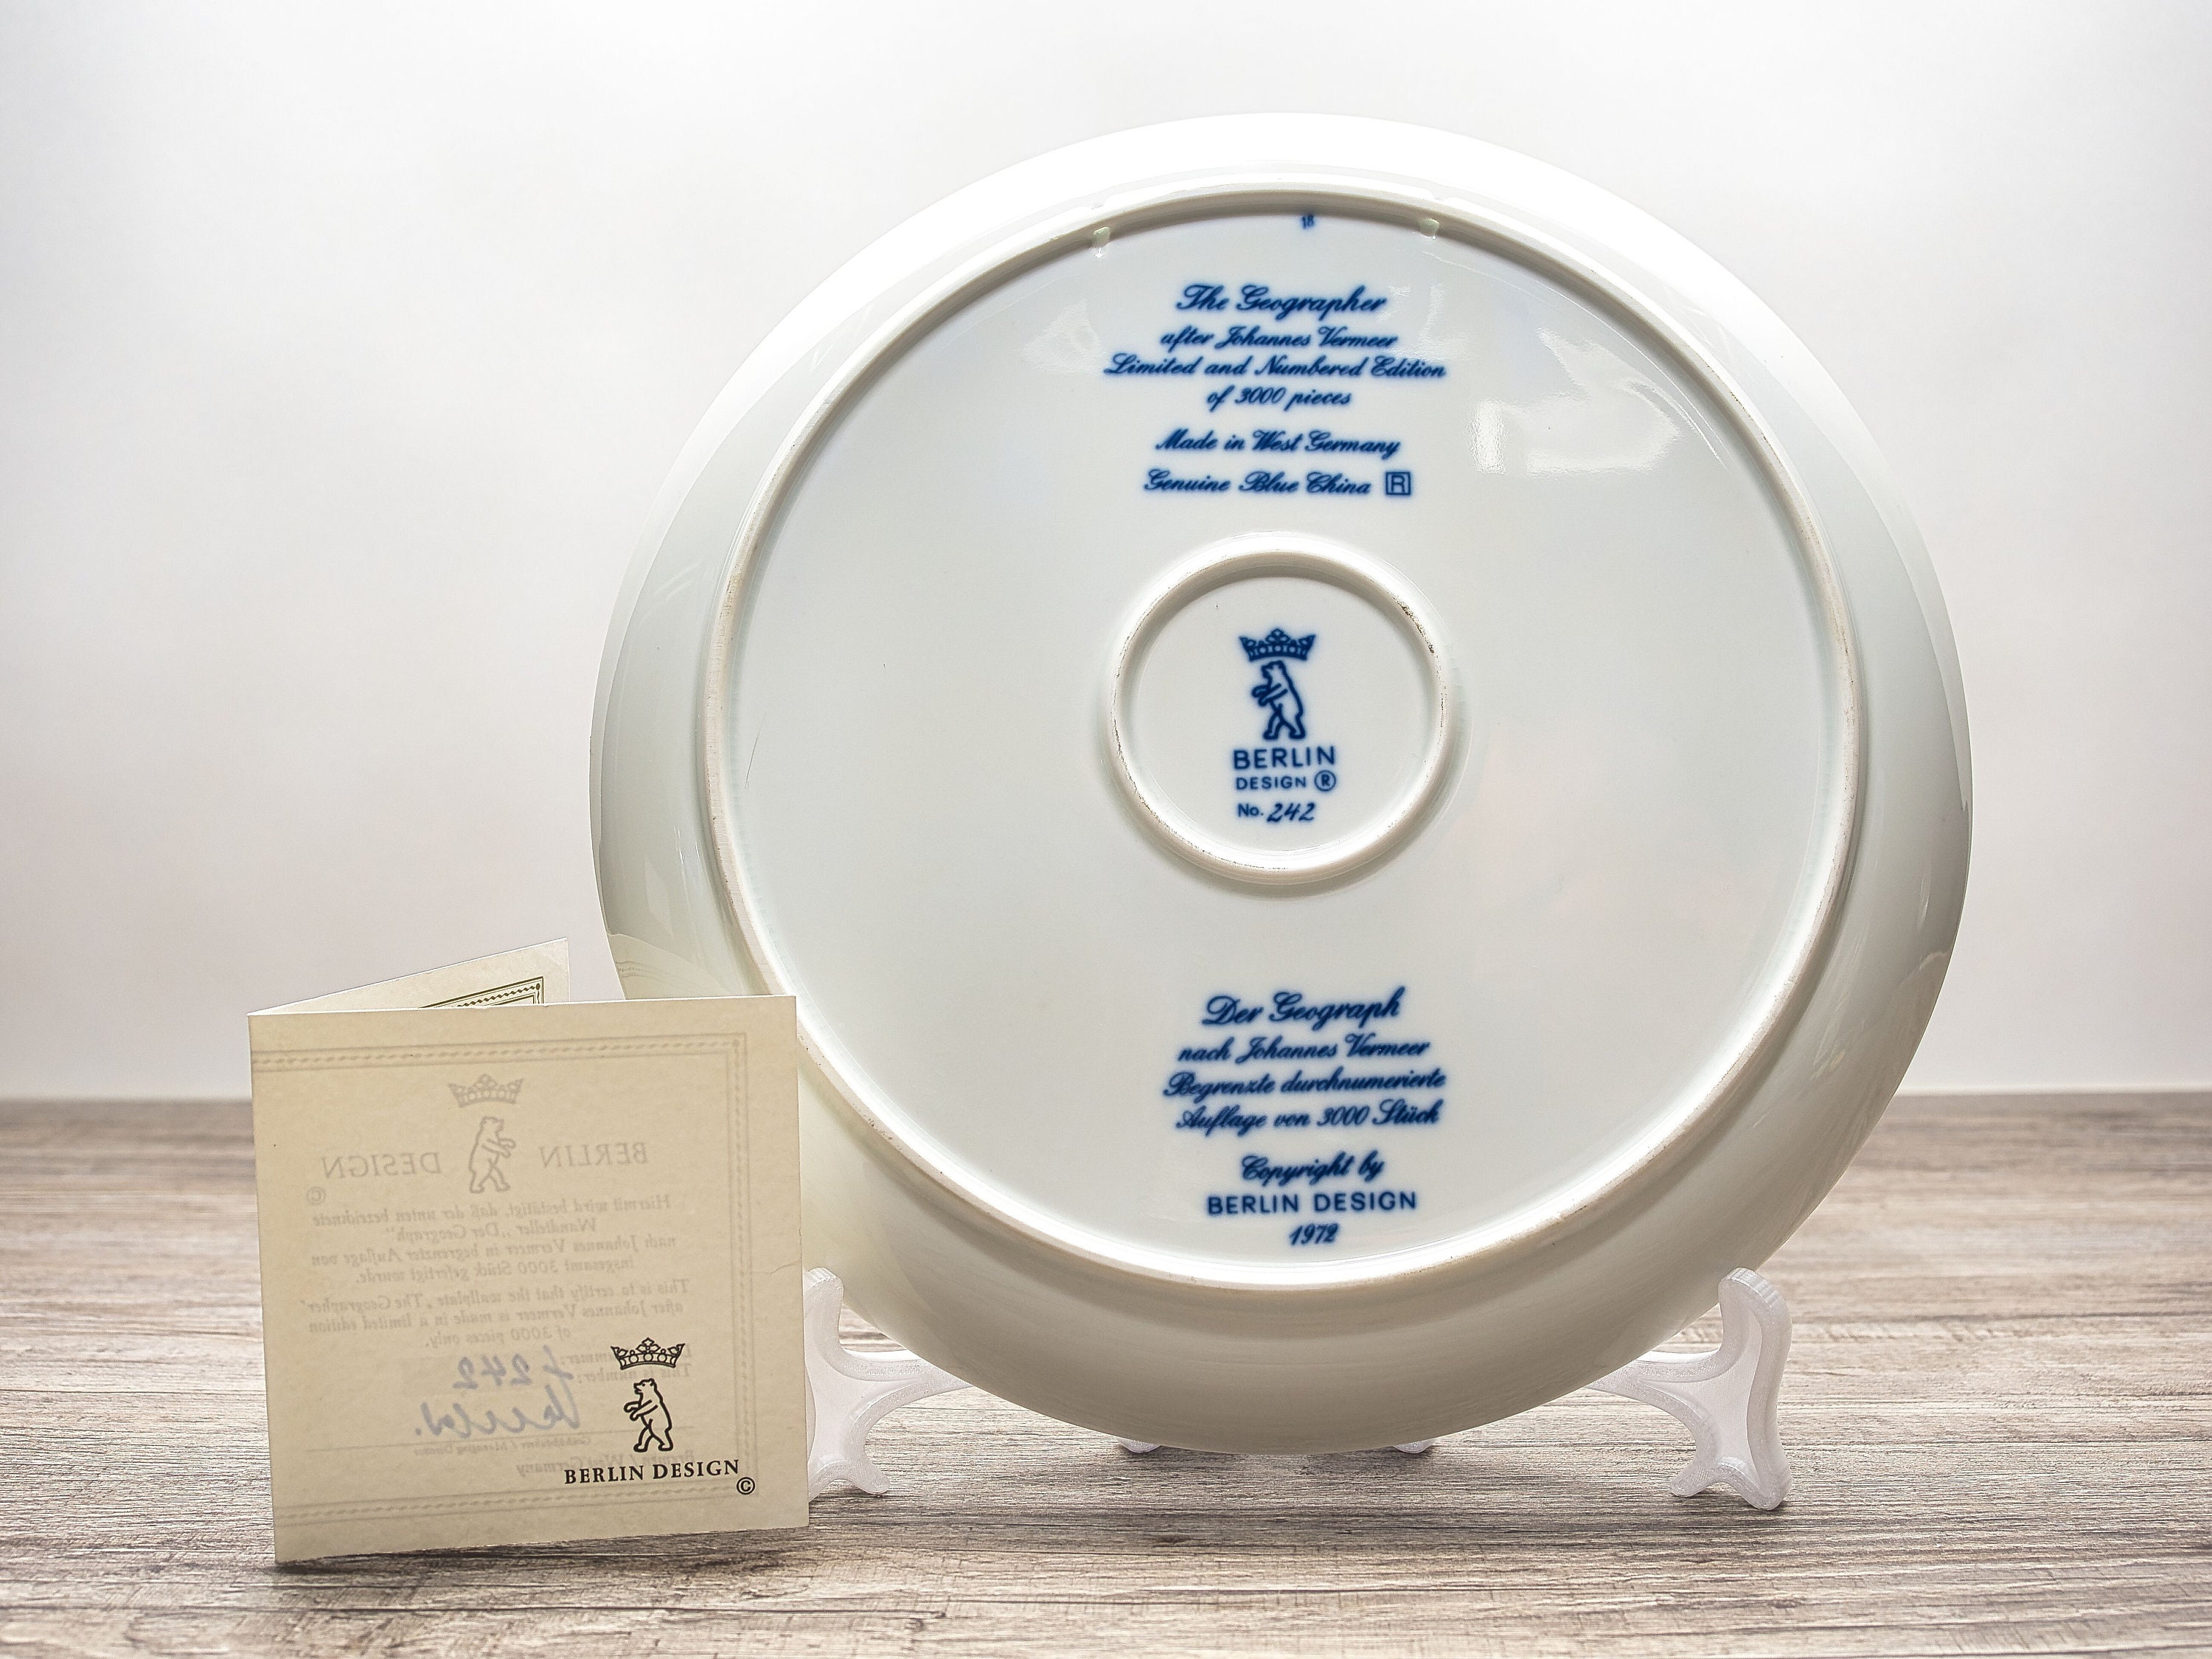 18
The Geographer
after Johannes Vermeer
Limited and Numbered Edition
of 3000 pieces
Made in West Germany
Genuine Blue China R
BERLIN
DESIGN ®
No. 242
Der Geograph
nach Johannes Vermeer
Begrenzte durchnumerierte
Auflage von 3000 Stück
Copyright by
BERLIN DESIGN
1972
BERLIN DESIGN
©
Hiermit wird bestätigt, daß der unten bezeichnete
Wandteller „Der Geograph“
nach Johannes Vermeer in begrenzter Auflage von
insgesamt 3000 Stück gefertigt wurde.
This is to certify that the wallplate „The Geographer“
after Johannes Vermeer is made in a limited edition
of 3000 pieces only.
242
BERLIN DESIGN
©